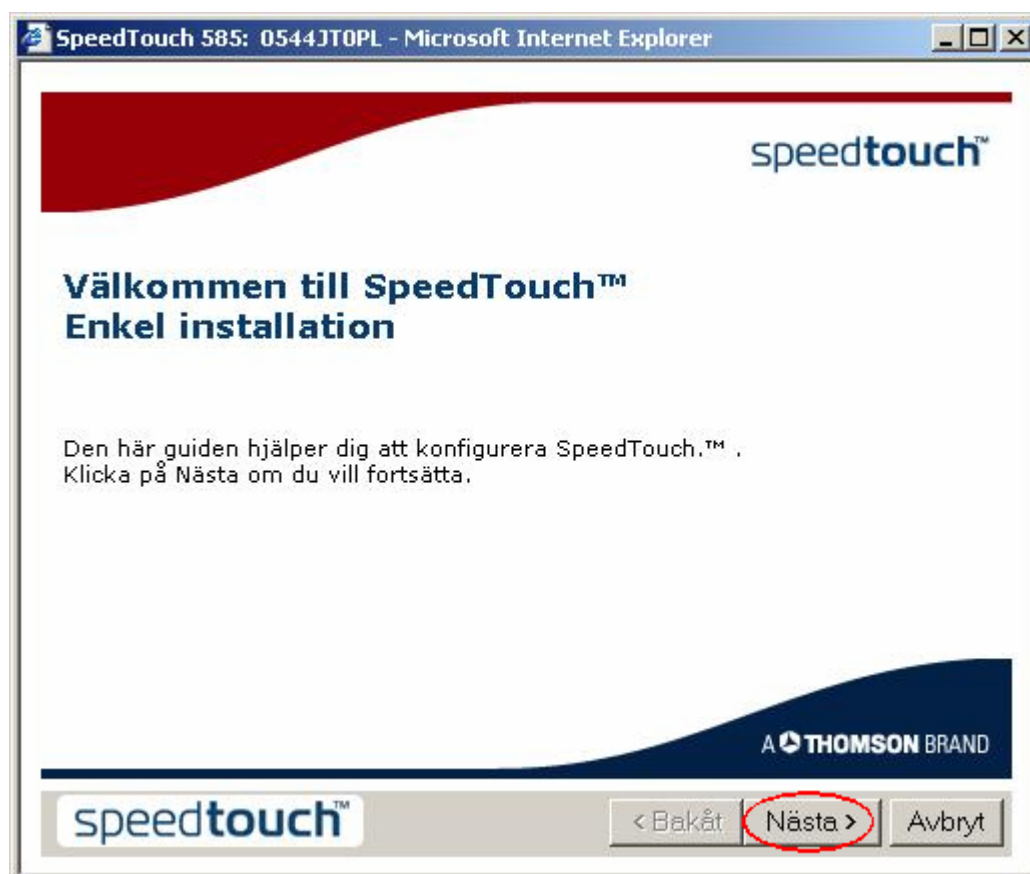 SpeedTouch 585: 0544JT0PL - Microsoft Internet Explorer
speedtouch™
Välkommen till SpeedTouch™
Enkel installation
Den här guiden hjälper dig att konfigurera SpeedTouch.™ .
Klicka på Nästa om du vill fortsätta.
A THOMSON BRAND
speedtouch™
< Bakåt
Nästa >
Avbryt